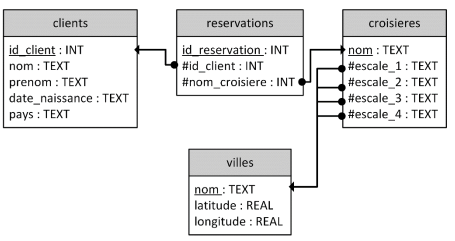 clients
id_client : INT
nom : TEXT
prenom : TEXT
date_naissance : TEXT
pays : TEXT
reservations
id_reservation : INT
#id_client : INT
#nom_croisiere : INT
croisieres
nom : TEXT
#escale_1 : TEXT
#escale_2 : TEXT
#escale_3 : TEXT
#escale_4 : TEXT
villes
nom : TEXT
latitude : REAL
longitude : REAL